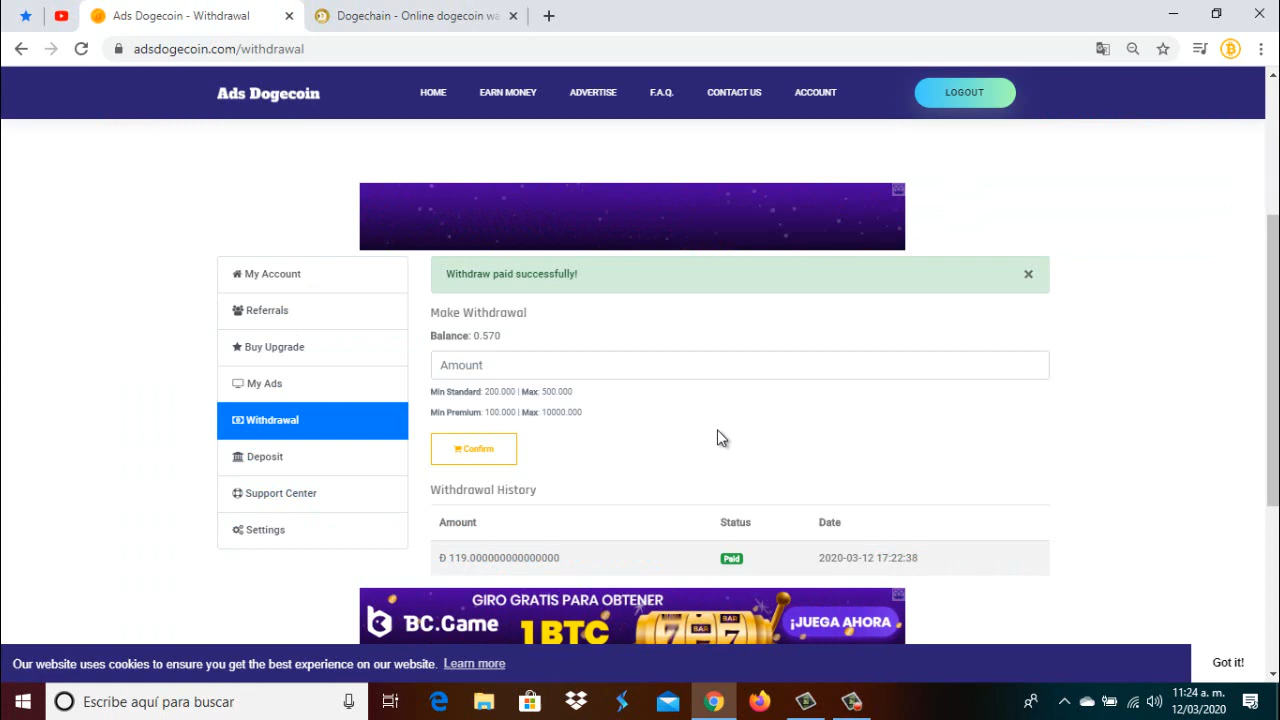 Ads Dogecoin - Withdrawal
Dogechain - Online dogecoin wa
adsdogecoin.com/withdrawal
Ads Dogecoin
HOME
EARN MONEY
ADVERTISE
F.A.Q.
CONTACT US
ACCOUNT
LOGOUT
My Account
Referrals
Buy Upgrade
My Ads
Withdrawal
Deposit
Support Center
Settings
Withdraw paid successfully!
Make Withdrawal
Balance: 0.570
Amount
Min Standard: 200.000 | Max: 500.000
Min Premium: 100.000 | Max: 10000.000
Confirm
Withdrawal History
Amount Status Date
Đ 119.000000000000000 Paid 2020-03-12 17:22:38
GIRO GRATIS PARA OBTENER
BC.Game
1BTC
BAR
BAR
¡JUEGA AHORA
Our website uses cookies to ensure you get the best experience on our website. Learn more
Got it!
Escribe aquí para buscar
11:24 a. m.
12/03/2020